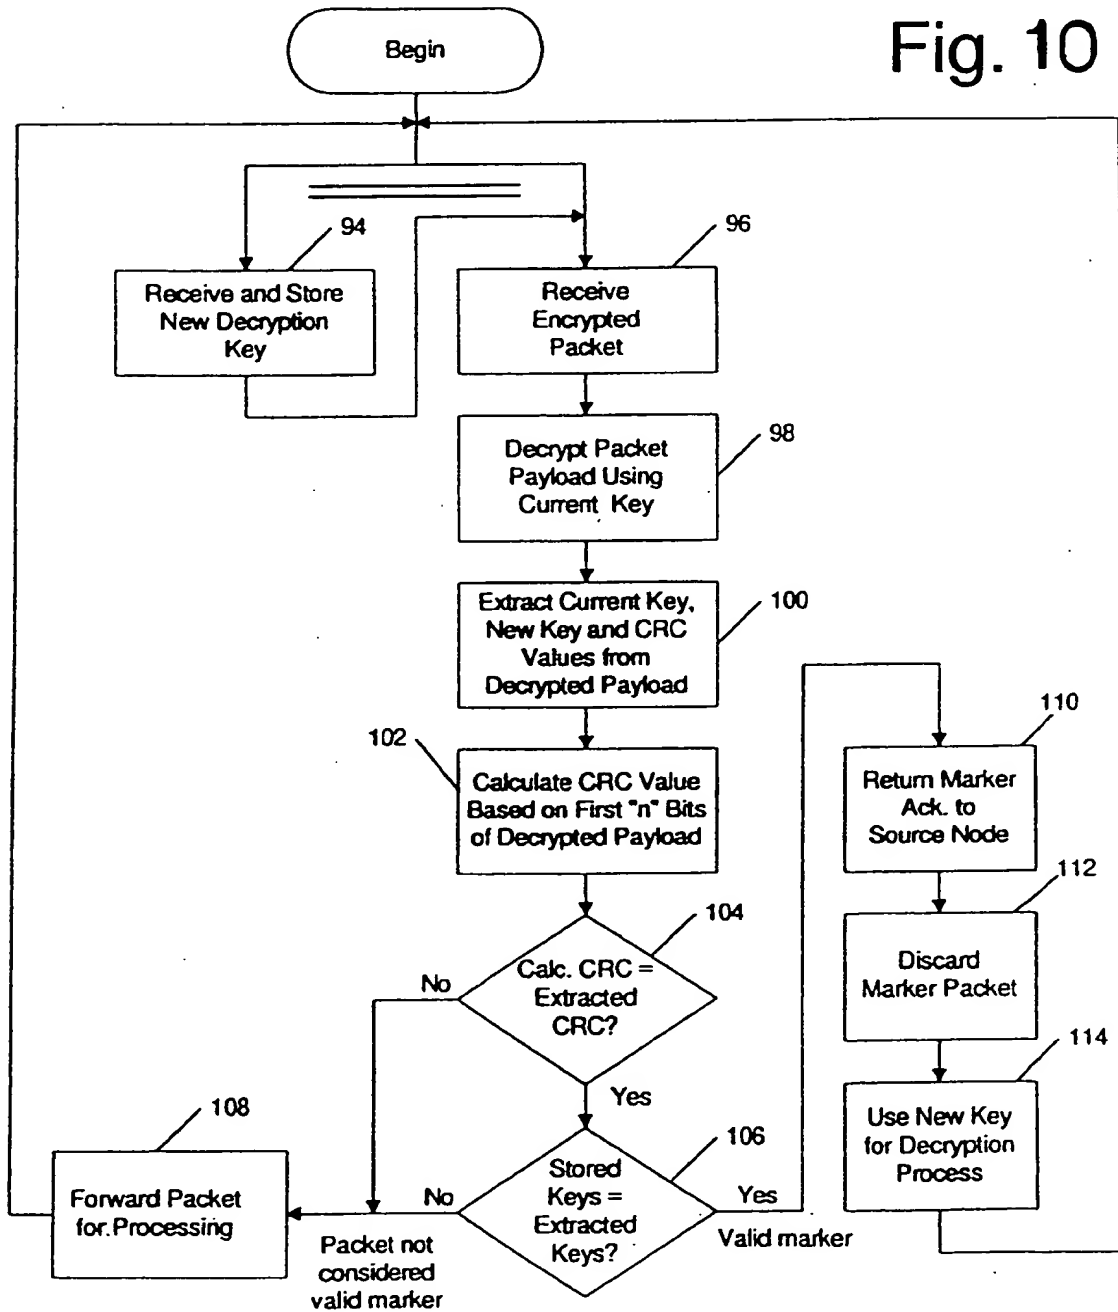 Fig. 10
Begin
94
Receive and Store
New Decryption
Key
96
Receive
Encrypted
Packet
98
Decrypt Packet
Payload Using
Current Key
100
Extract Current Key,
New Key and CRC
Values from
Decrypted Payload
102
Calculate CRC Value
Based on First "n" Bits
of Decrypted Payload
104
Calc. CRC =
Extracted
CRC?
No
Yes
106
Stored
Keys =
Extracted
Keys?
No
Packet not
considered
valid marker
Yes
Valid marker
108
Forward Packet
for.Processing
110
Return Marker
Ack. to
Source Node
112
Discard
Marker Packet
114
Use New Key
for Decryption
Process